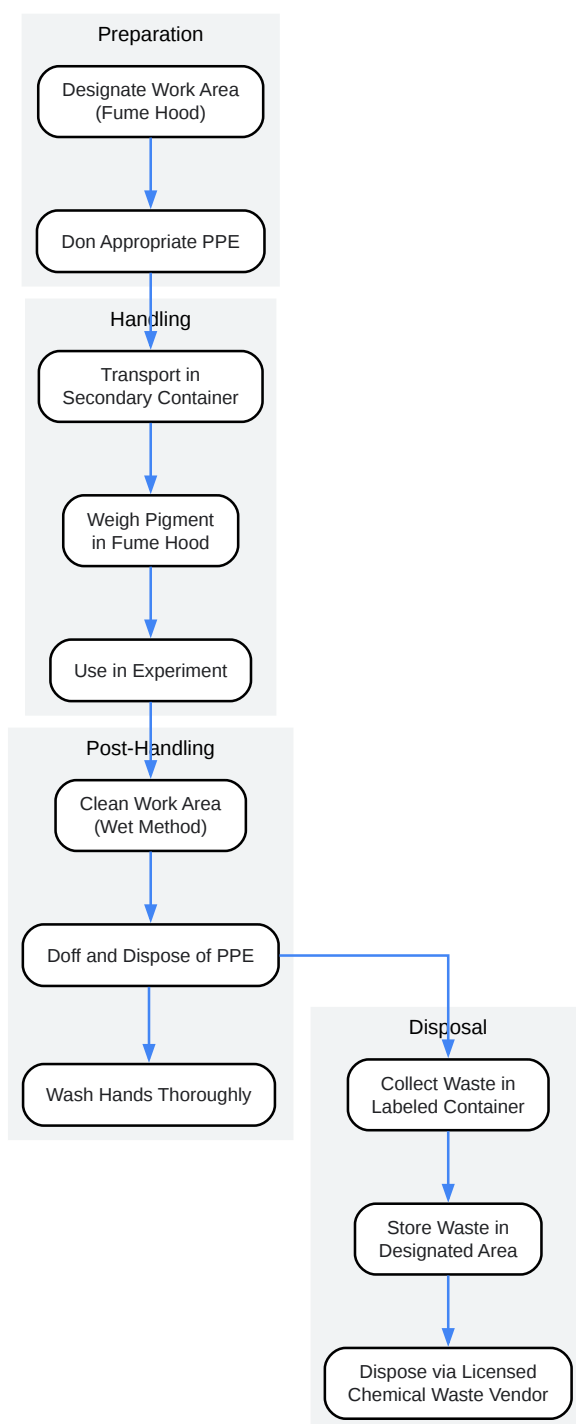 Preparation
Designate Work Area
(Fume Hood)
Don Appropriate PPE
Handling
Transport in
Secondary Container
Weigh Pigment
in Fume Hood
Use in Experiment
Post-Handling
Clean Work Area
(Wet Method)
Doff and Dispose of PPE
Wash Hands Thoroughly
Disposal
Collect Waste in
Labeled Container
Store Waste in
Designated Area
Dispose via Licensed
Chemical Waste Vendor